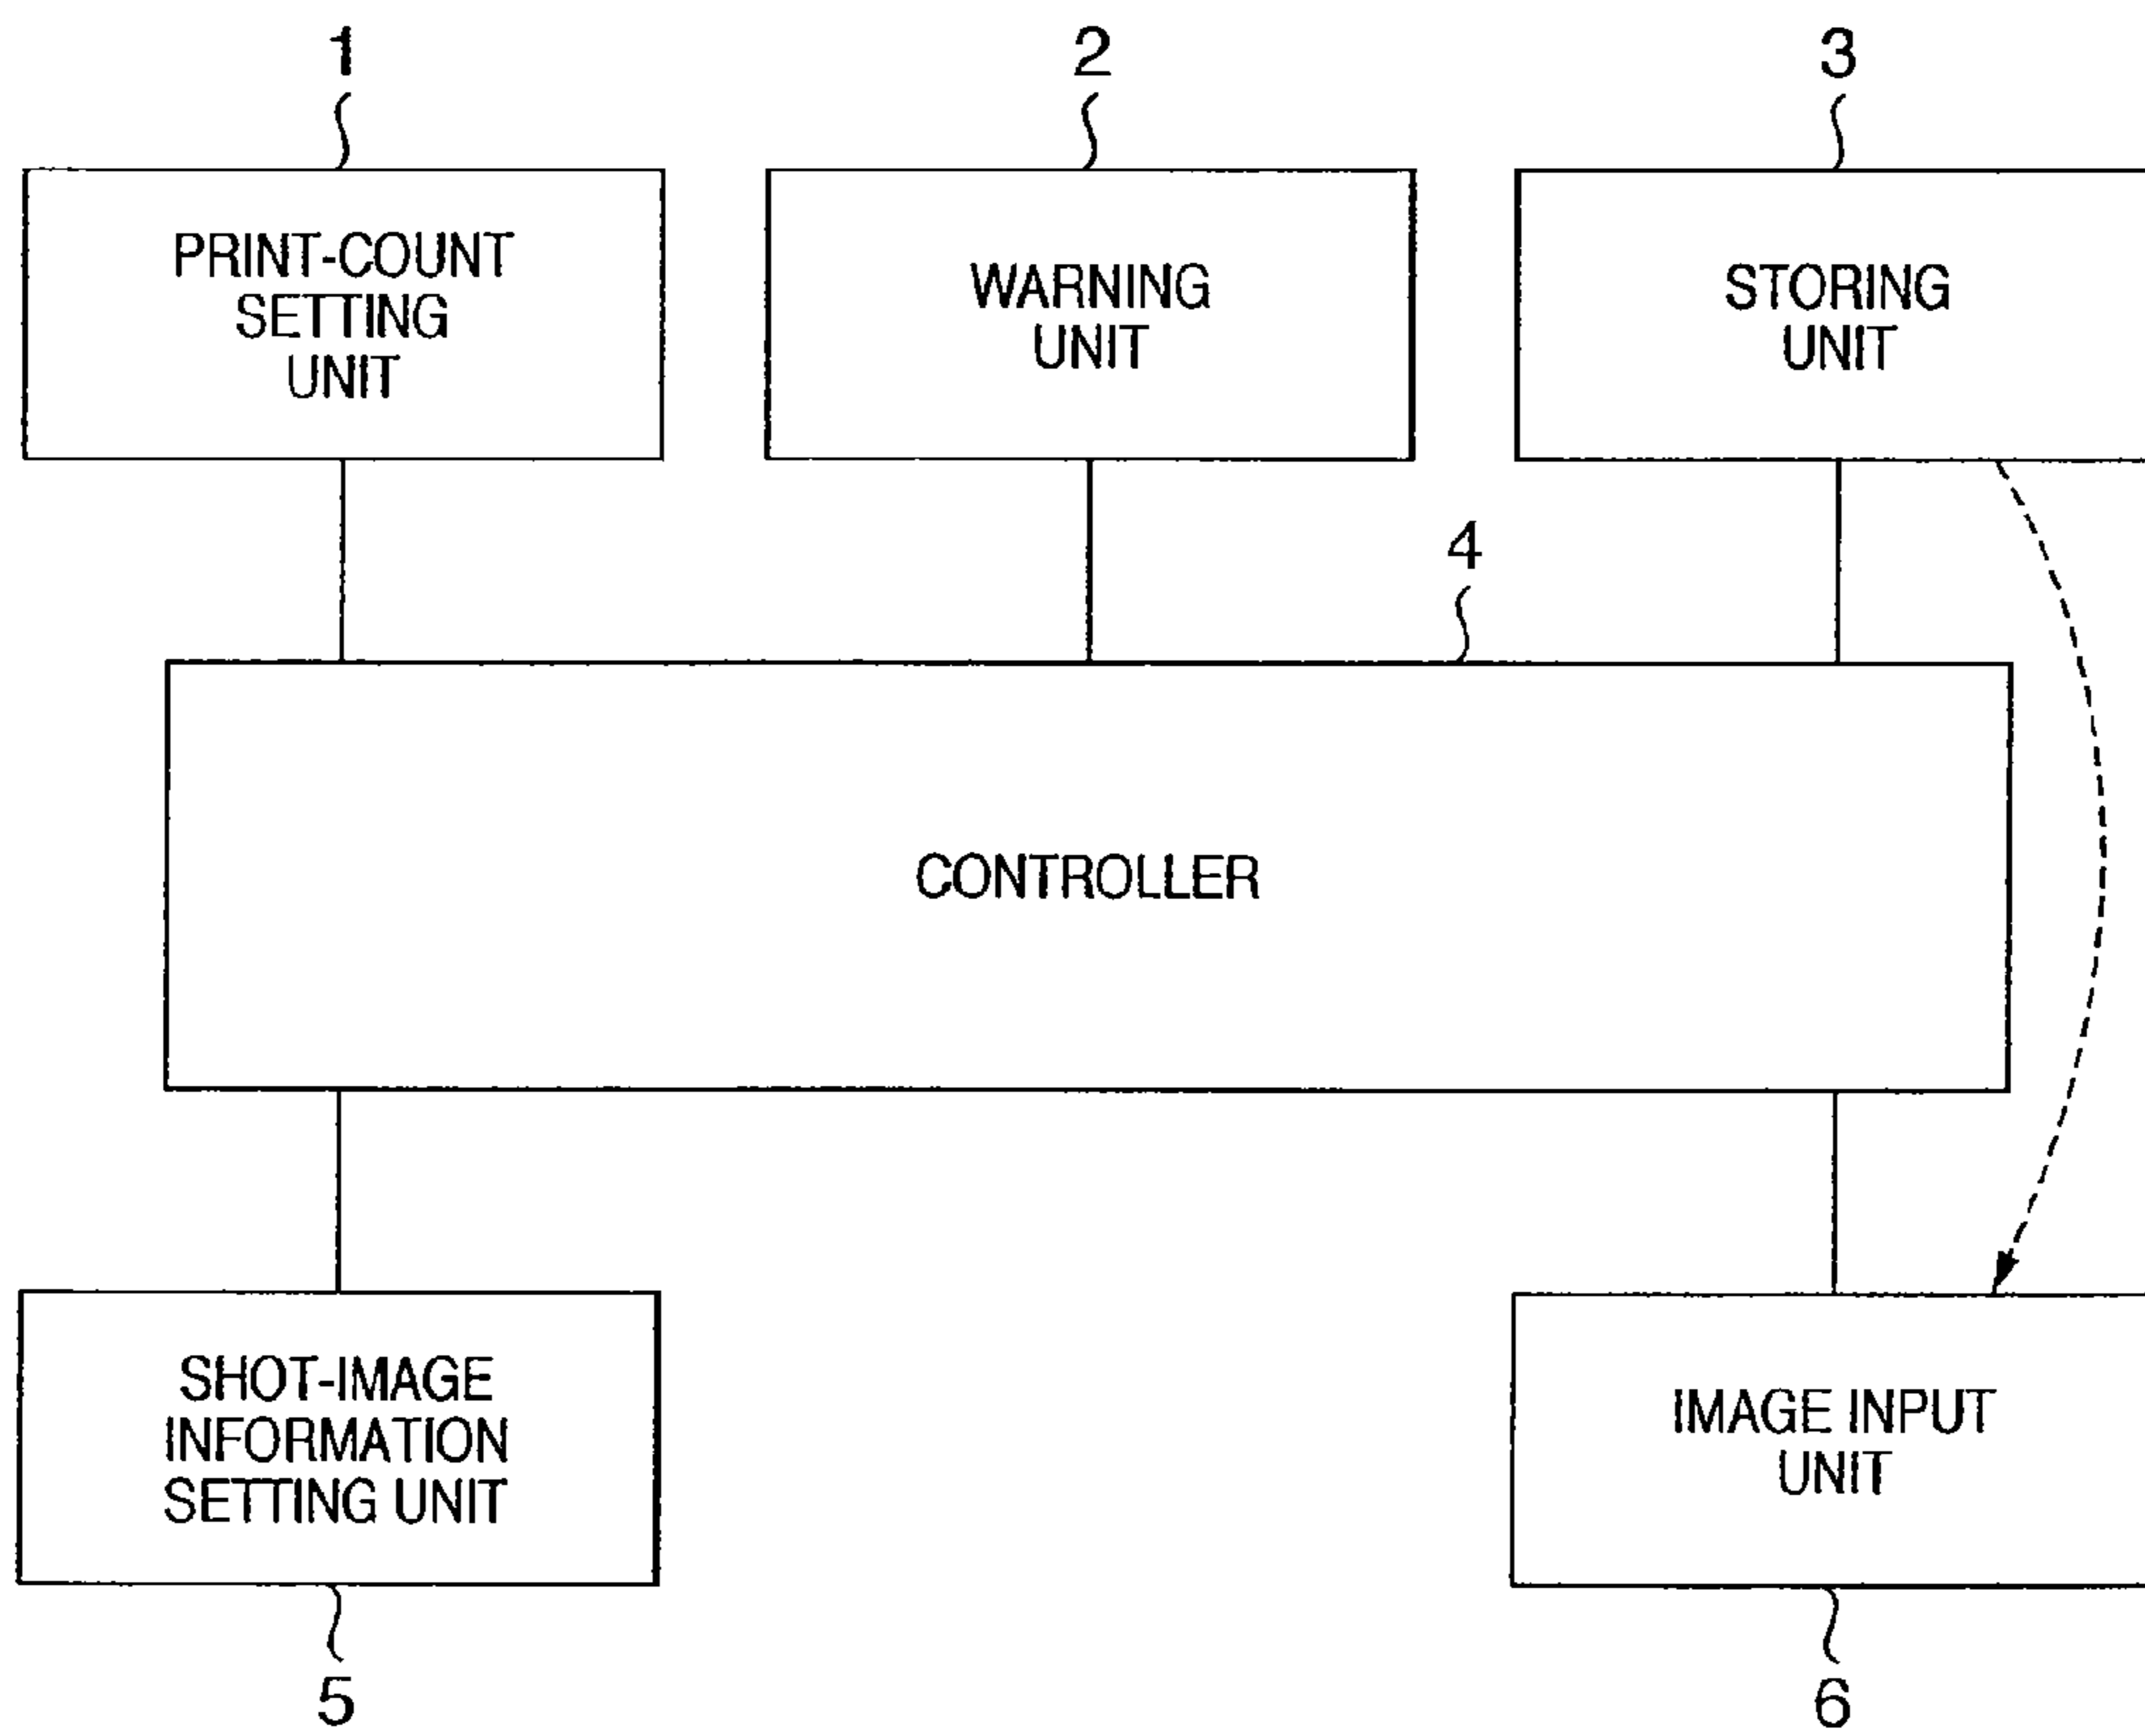 1
2
3
PRINT-COUNT
SETTING
UNIT
WARNING
UNIT
STORING
UNIT
4
CONTROLLER
SHOT-IMAGE
INFORMATION
SETTING UNIT
IMAGE INPUT
UNIT
5
6